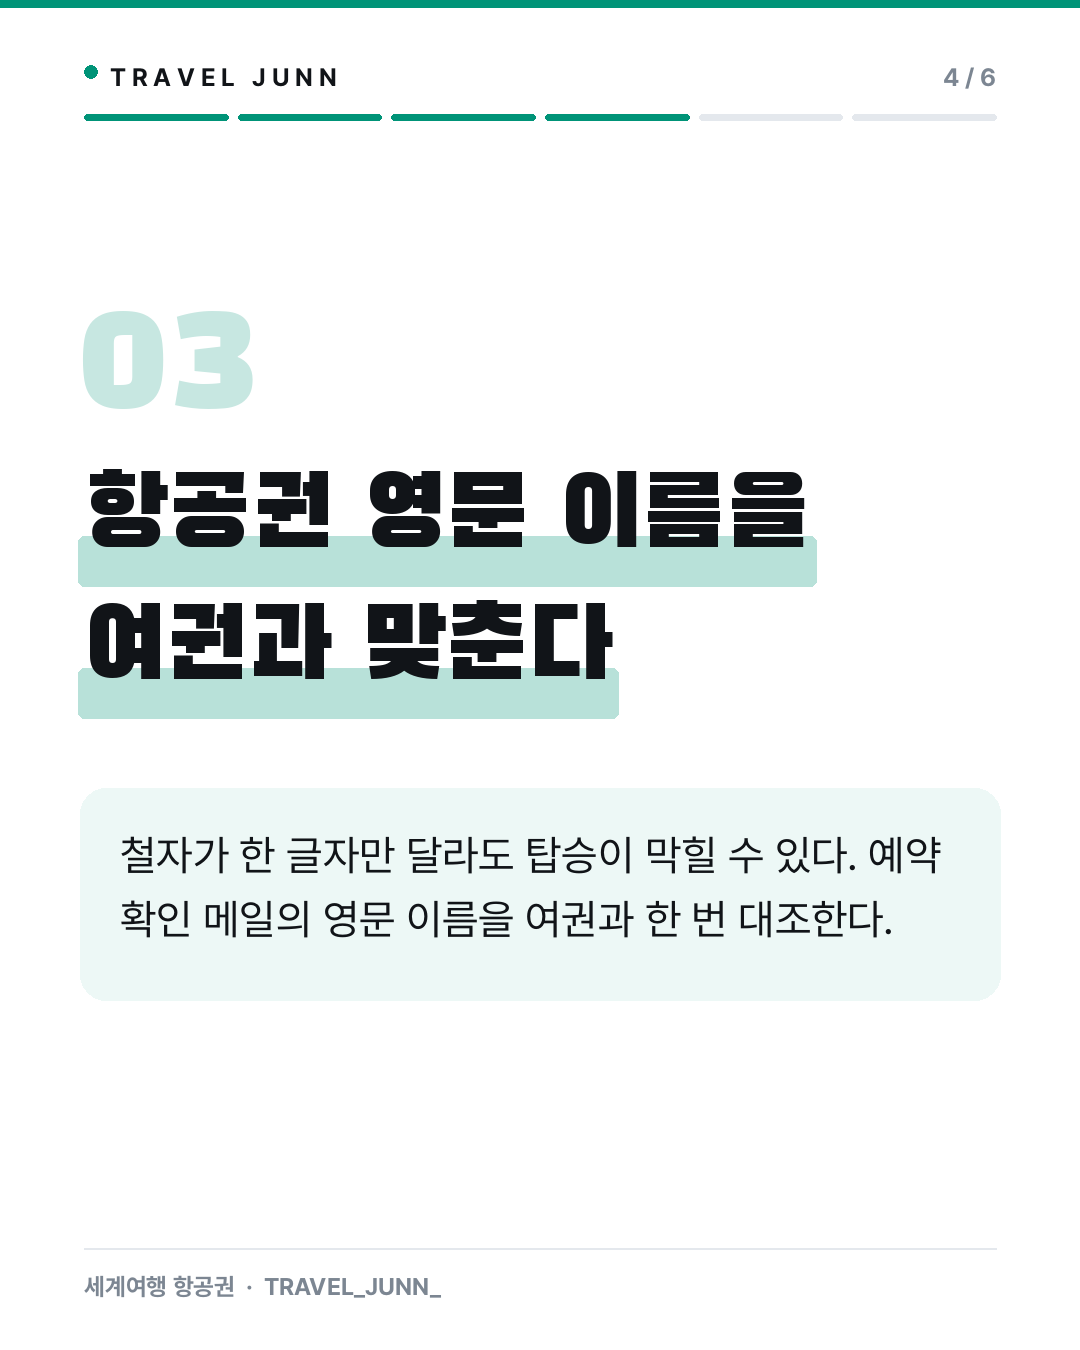 TRAVEL JUNN
4 / 6
03
항공권 영문 이름을
여권과 맞춘다
철자가 한 글자만 달라도 탑승이 막힐 수 있다. 예약
확인 메일의 영문 이름을 여권과 한 번 대조한다.
세계여행 항공권 · TRAVEL_JUNN_